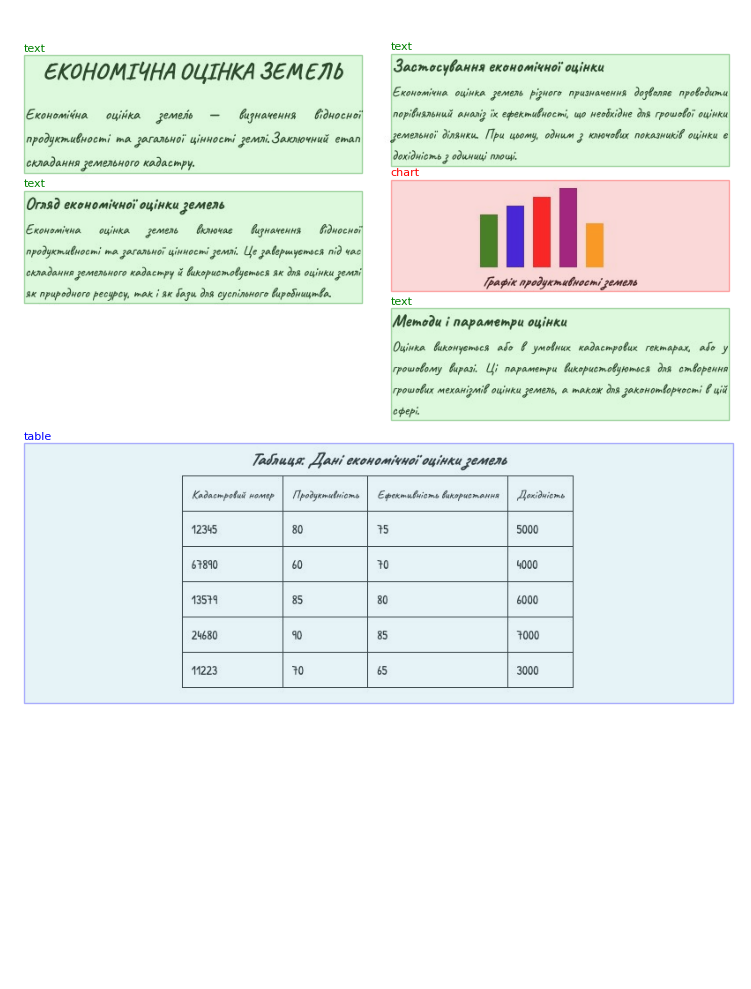 text
ЕКОНОМІЧНА ОЦІНКА ЗЕМЕЛЬ
Економі́чна оці́нка земе́ль — визначення відносної
продуктивності та загальної цінності землі. Заключний етап
складання земельного кадастру.
text
Огляд економічної оцінки земель
Економічна оцінка земель включає визначення відносної
продуктивності та загальної цінності землі. Це завершується під час
складання земельного кадастру й використовується як для оцінки землі
як природного ресурсу, так і як бази для суспільного виробництва.
text
Застосування економічної оцінки
Економічна оцінка земель різного призначення дозволяє проводити
порівняльний аналіз їх ефективності, що необхідне для грошової оцінки
земельної ділянки. При цьому, одним з ключових показників оцінки є
дохідність з одиниці площі.
chart
Графік продуктивності земель
text
Методи і параметри оцінки
Оцінка виконується або в умовних кадастрових гектарах, або у
грошовому виразі. Ці параметри використовуються для створення
грошових механізмів оцінки земель, а також для законотворчості в цій
сфері.
table
Таблиця: Дані економічної оцінки земель
Кадастровий номер Продуктивність Ефективність використання Дохідність
12345 80 75 5000
67890 60 70 4000
13579 85 80 6000
24680 90 85 7000
11223 70 65 3000